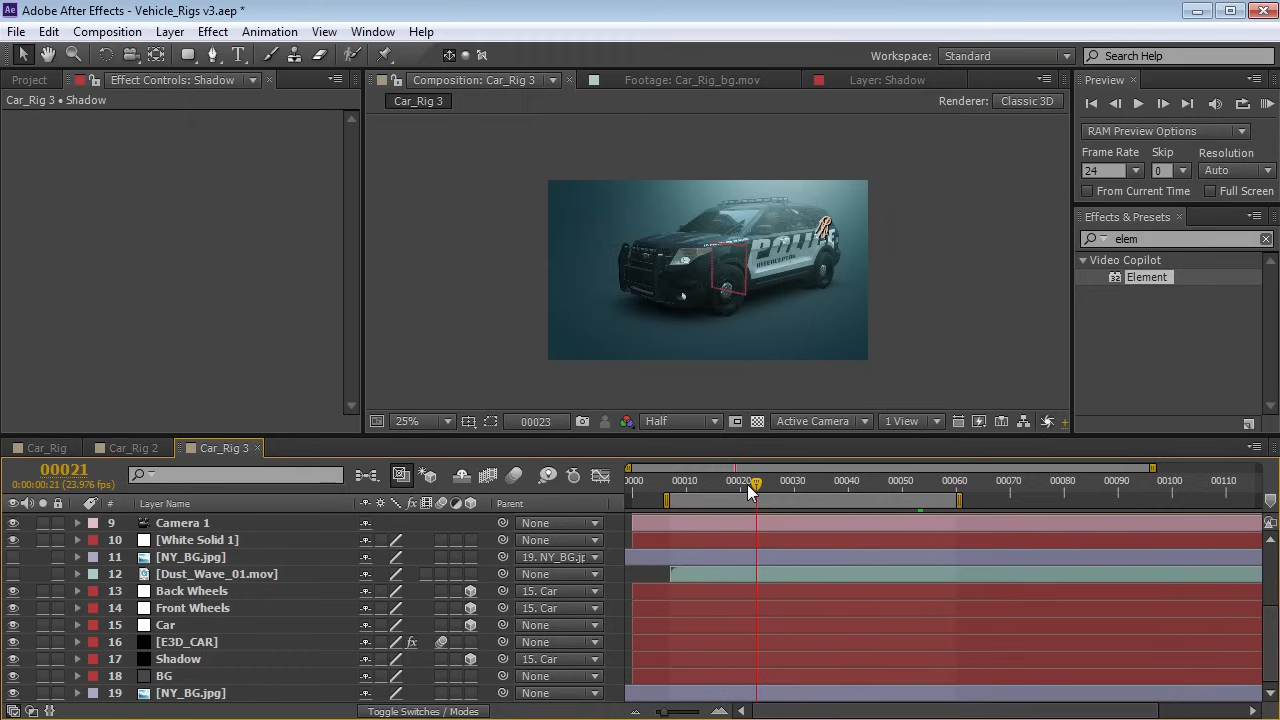 Adobe After Effects - Vehicle_Rigs v3.aep *
File Edit Composition Layer Effect Animation View Window Help
Workspace: Standard Search Help
Project Effect Controls: Shadow Composition: Car_Rig 3 Footage: Car_Rig_bg.mov Layer: Shadow Preview
Car_Rig 3 • Shadow
Car_Rig 3 Renderer: Classic 3D
RAM Preview Options
Frame Rate Skip Resolution
24 0 Auto
From Current Time Full Screen
Effects & Presets
elem
Video Copilot
32 Element
POLICE
INTERCEPTOR
25% 00023 Half Active Camera 1 View
Car_Rig Car_Rig 2 Car_Rig 3
00021
0:00:00:21 (23.976 fps)
0000 00010 00020 00030 00040 00050 00060 00070 00080 00090 00100 00110
# Layer Name Parent
9 Camera 1 None
10 [White Solid 1] None
11 [NY_BG.jpg] 19. NY_BG.jp
12 [Dust_Wave_01.mov] None
13 Back Wheels 15. Car
14 Front Wheels 15. Car
15 Car None
16 [E3D_CAR] fx None
17 Shadow 15. Car
18 BG None
19 [NY_BG.jpg] None
Toggle Switches / Modes